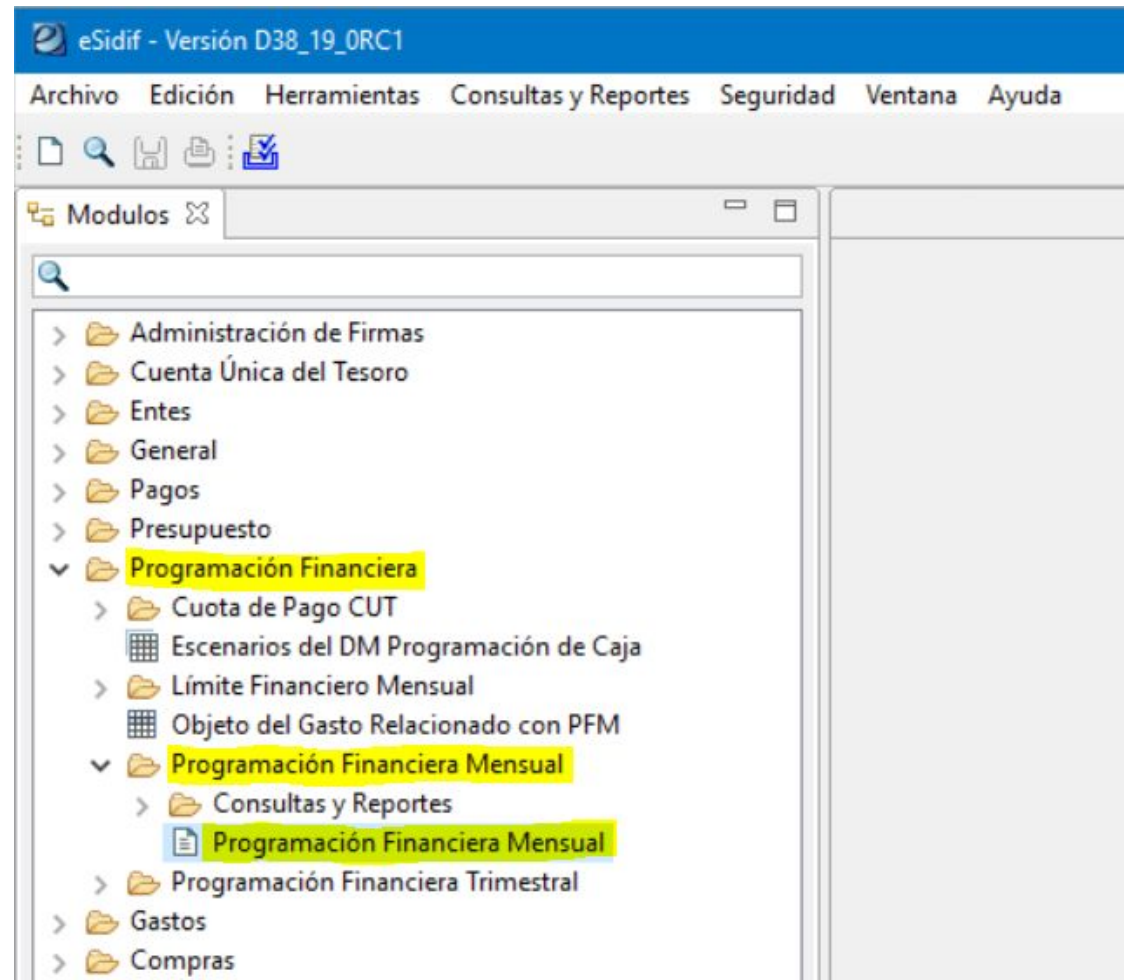 eSidif - Versión D38_19_0RC1
Archivo Edición Herramientas Consultas y Reportes Seguridad Ventana Ayuda
Modulos
Administración de Firmas
Cuenta Única del Tesoro
Entes
General
Pagos
Presupuesto
Programación Financiera
Cuota de Pago CUT
Escenarios del DM Programación de Caja
Límite Financiero Mensual
Objeto del Gasto Relacionado con PFM
Programación Financiera Mensual
Consultas y Reportes
Programación Financiera Mensual
Programación Financiera Trimestral
Gastos
Compras